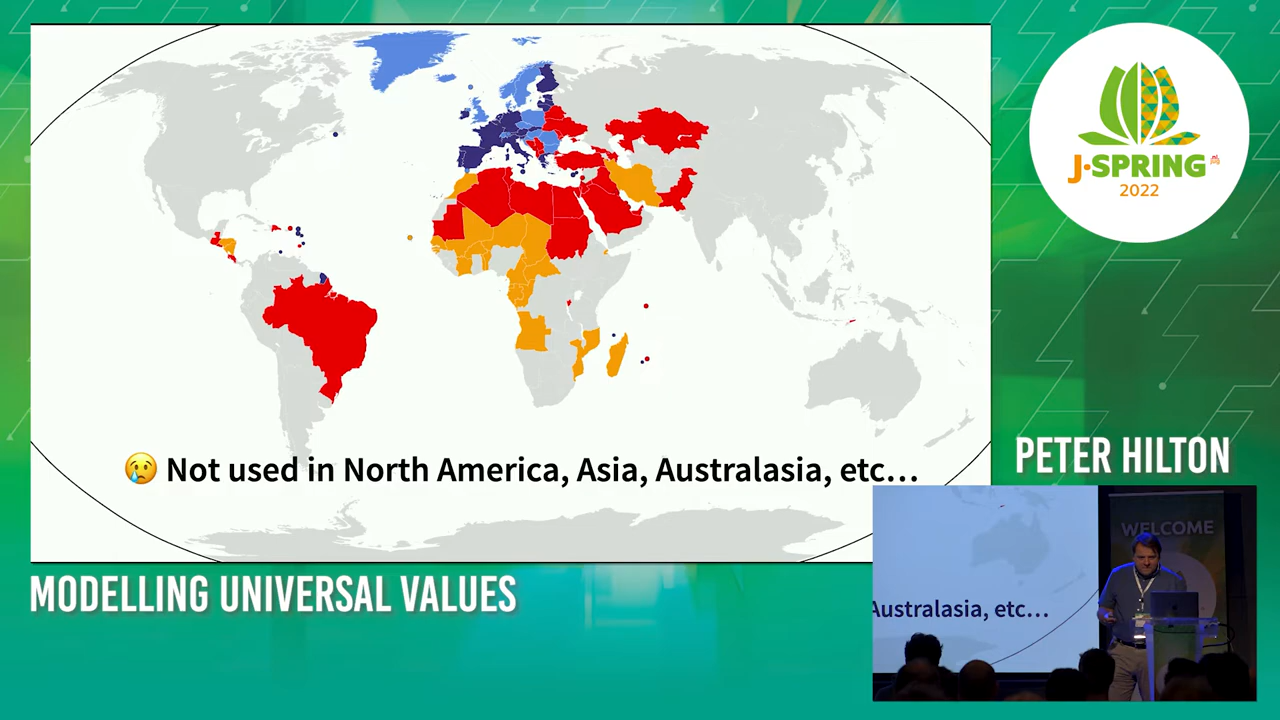 J·SPRING
2022
😢 Not used in North America, Asia, Australasia, etc...
PETER HILTON
WELCOME
Australasia, etc...
MODELLING UNIVERSAL VALUES